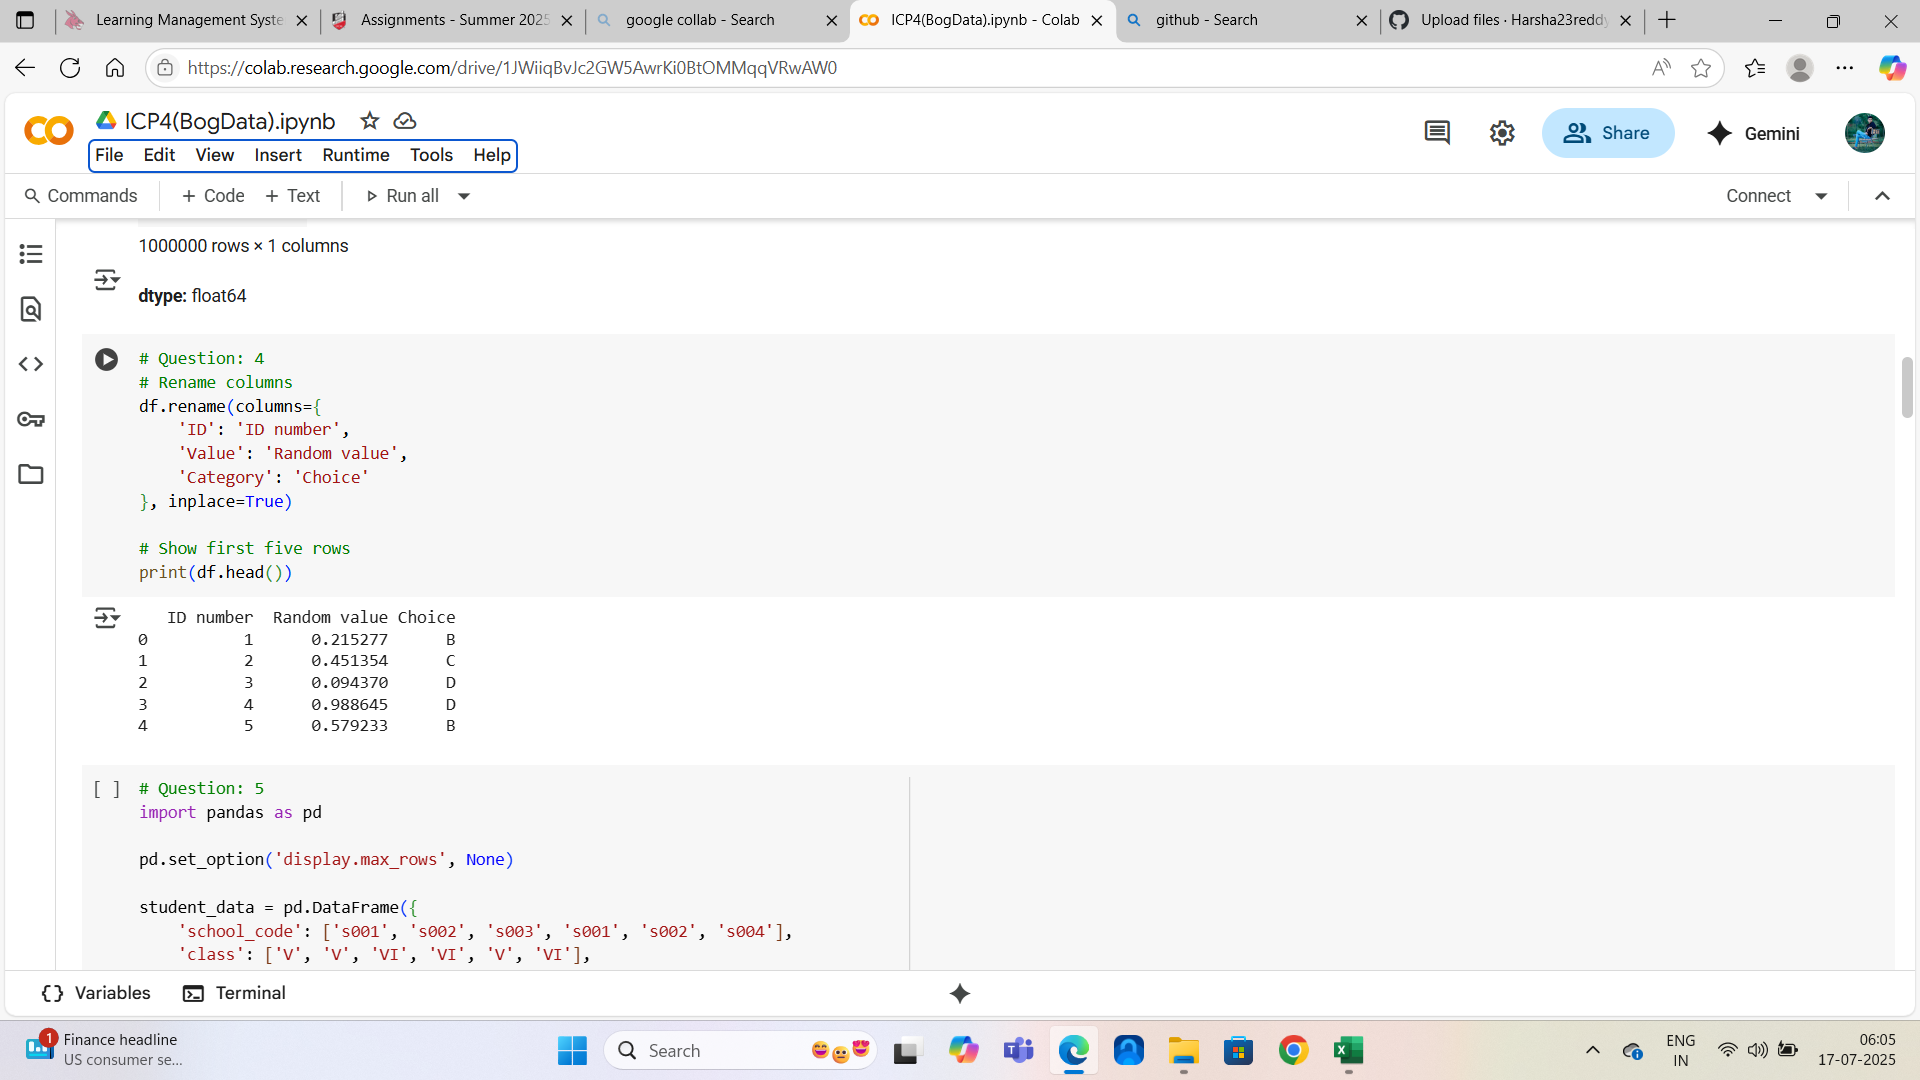 Learning Management Syste
Assignments - Summer 2025
google collab - Search
ICP4(BogData).ipynb - Colab
github - Search
Upload files · Harsha23reddy
https://colab.research.google.com/drive/1JWiiqBvJc2GW5AwrKi0BtOMMqqVRwAW0
ICP4(BogData).ipynb
File Edit View Insert Runtime Tools Help
Share
Gemini
Commands + Code + Text Run all
Connect
1000000 rows × 1 columns
dtype: float64
# Question: 4
# Rename columns
df.rename(columns={
'ID': 'ID number',
'Value': 'Random value',
'Category': 'Choice'
}, inplace=True)
# Show first five rows
print(df.head())
ID number Random value Choice
0 1 0.215277 B
1 2 0.451354 C
2 3 0.094370 D
3 4 0.988645 D
4 5 0.579233 B
[ ] # Question: 5
import pandas as pd
pd.set_option('display.max_rows', None)
student_data = pd.DataFrame({
'school_code': ['s001', 's002', 's003', 's001', 's002', 's004'],
'class': ['V', 'V', 'VI', 'VI', 'V', 'VI'],
{} Variables Terminal
1
Finance headline
US consumer se...
Search
ENG
IN
06:05
17-07-2025